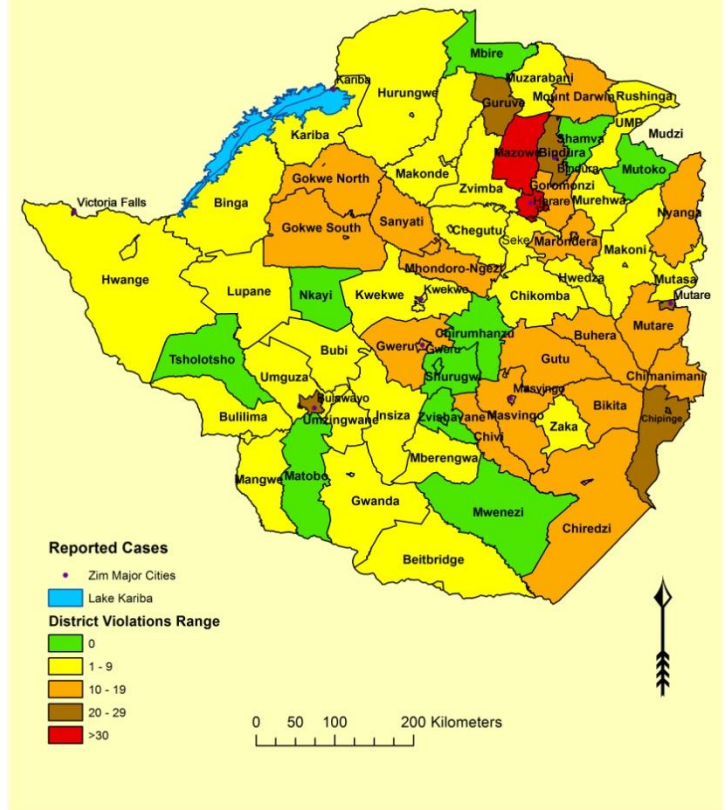 Mbire
Kariba
Hurungwe
Muzarabani
Guruve
Mount Darwin
Rushinga
UMP
Kariba
Shamva
Mudzi
Mazowe
Bindura
Bindura
Makonde
Mutoko
Gokwe North
Zvimba
Goromonzi
Binga
Murehwa
Harare
Victoria Falls
Sanyati
Nyanga
Gokwe South
Chegutu
Seke
Marondera
Makoni
Hwange
Mhondoro-Ngezi
Hwedza
Mutasa
Lupane
Nkayi
Kwekwe
Kwekwe
Chikomba
Mutare
Chirumhanzu
Mutare
Gweru
Gweru
Buhera
Tsholotsho
Bubi
Gutu
Umguza
Shurugwi
Chimanimani
Masvingo
Bulawayo
Bikita
Bulilima
Umzingwane
Insiza
Zvishavane
Masvingo
Chipinge
Zaka
Chivi
Mberengwa
Mangwe
Matobo
Gwanda
Mwenezi
Chiredzi
Beitbridge
Reported Cases
Zim Major Cities
Lake Kariba
District Violations Range
0
1 - 9
10 - 19
20 - 29
>30
0 50 100 200 Kilometers